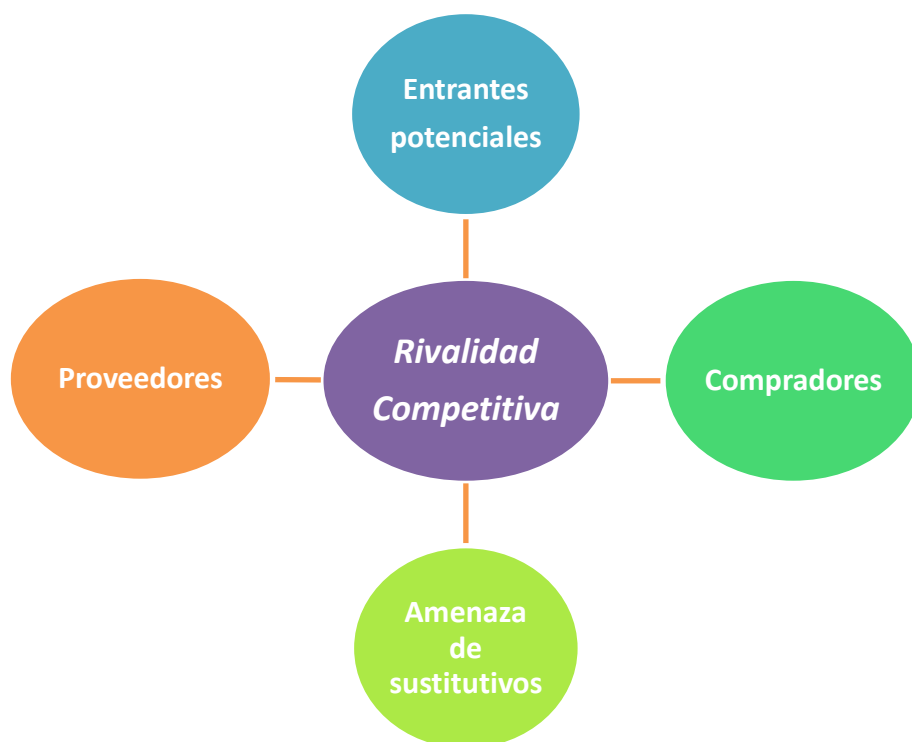 Entrantes
potenciales
Proveedores
Rivalidad
Competitiva
Compradores
Amenaza
de
sustitutivos